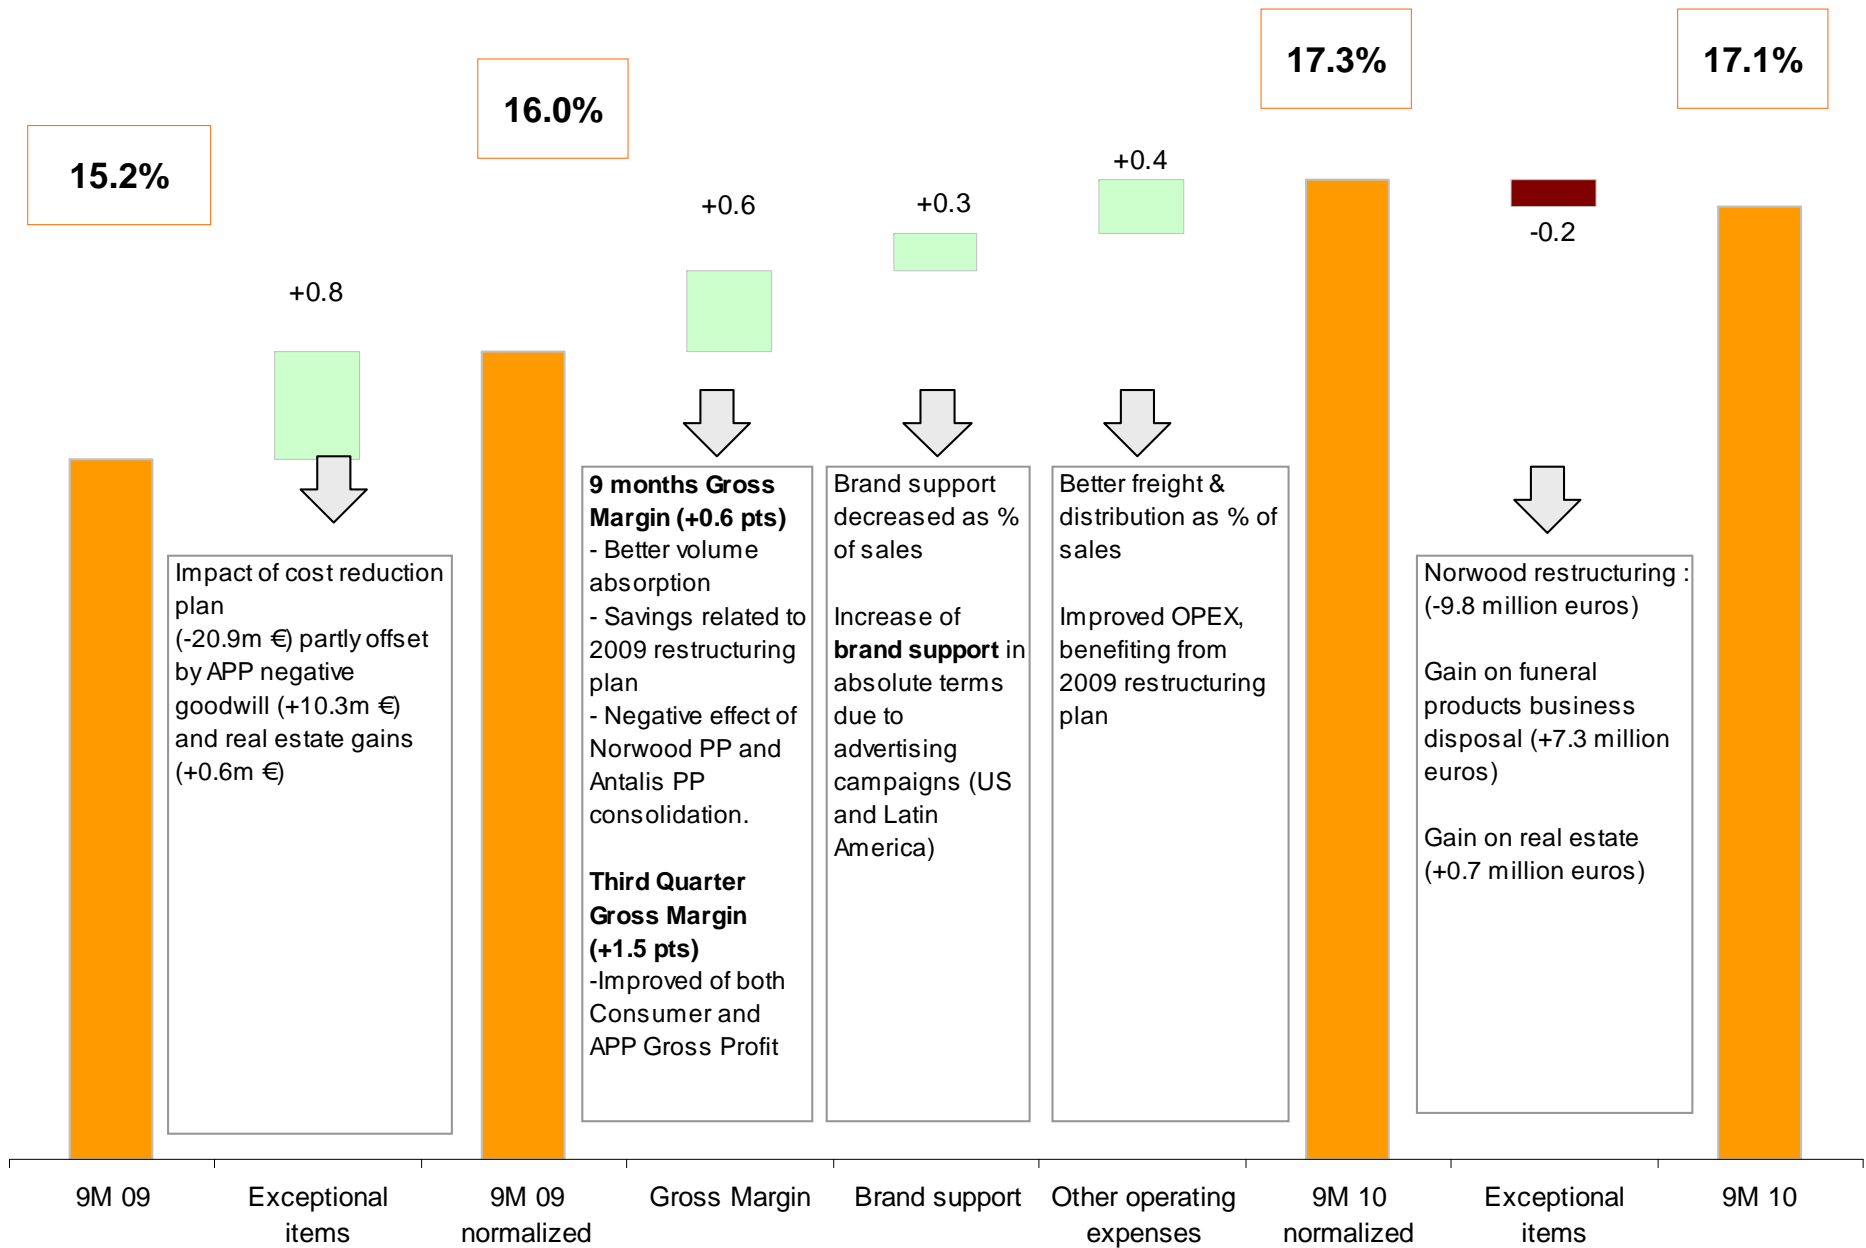 15.2%
+0.8
16.0%
+0.6
+0.3
+0.4
17.3%
-0.2
17.1%
Impact of cost reduction
plan
(-20.9m €) partly offset
by APP negative
goodwill (+10.3m €)
and real estate gains
(+0.6m €)
9 months Gross
Margin (+0.6 pts)
- Better volume
absorption
- Savings related to
2009 restructuring
plan
- Negative effect of
Norwood PP and
Antalis PP
consolidation.
Third Quarter
Gross Margin
(+1.5 pts)
-Improved of both
Consumer and
APP Gross Profit
Brand support
decreased as %
of sales
Increase of
brand support in
absolute terms
due to
advertising
campaigns (US
and Latin
America)
Better freight &
distribution as % of
sales
Improved OPEX,
benefiting from
2009 restructuring
plan
Norwood restructuring :
(-9.8 million euros)
Gain on funeral
products business
disposal (+7.3 million
euros)
Gain on real estate
(+0.7 million euros)
9M 09
Exceptional
items
9M 09
normalized
Gross Margin
Brand support
Other operating
expenses
9M 10
normalized
Exceptional
items
9M 10